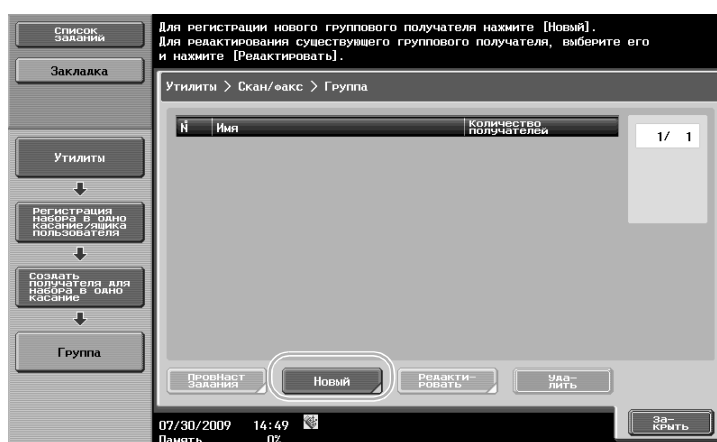 Список
заданий
Для регистрации нового группового получателя нажмите [Новый].
Для редактирования существующего группового получателя, выберите его
и нажмите [Редактировать].
Закладка
Утилиты > Скан/факс > Группа
N
Имя
Количество
получателей
1/ 1
Утилиты
Регистрация
набора в одно
касание/ящика
пользователя
Создать
получателя для
набора в одно
касание
Группа
ПровНаст
Задания
Новый
Редакти-
ровать
Уда-
лить
За-
крыть
07/30/2009 14:49
Память 0%